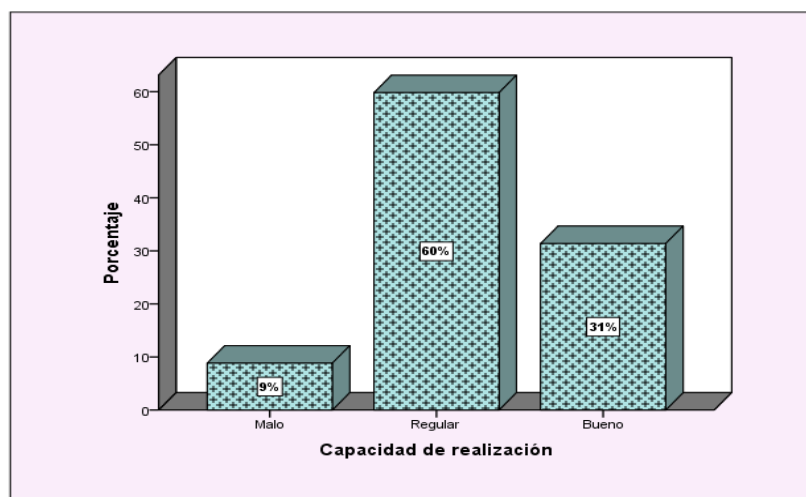 60
50
40
30
20
10
0
Porcentaje
9%
60%
31%
Malo
Regular
Bueno
Capacidad de realización